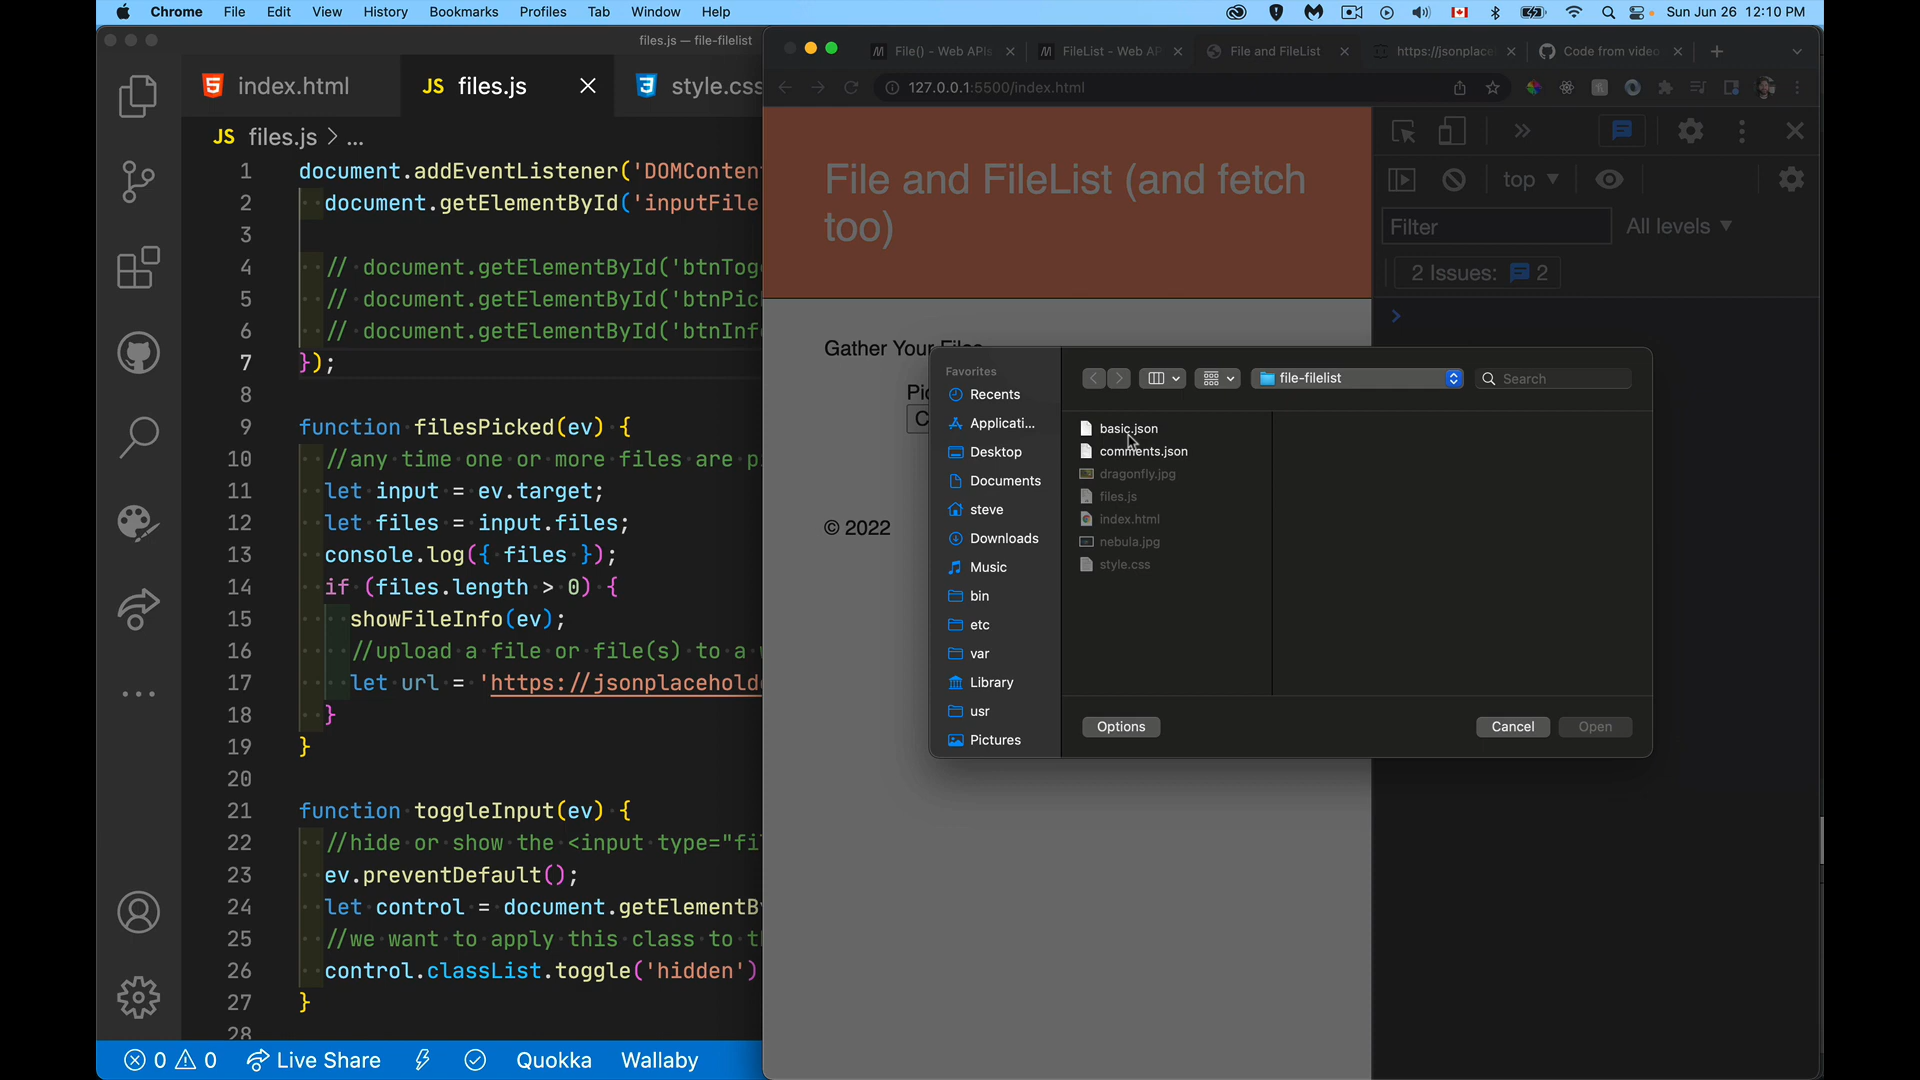 Chrome File Edit View History Bookmarks Profiles Tab Window Help Sun Jun 26 12:10 PM
files.js — file-filelist
index.html JS files.js style.css
JS files.js > ...
1 document.addEventListener('DOMConten
2 document.getElementById('inputFile
3
4 // document.getElementById('btnTog
5 // document.getElementById('btnPic
6 // document.getElementById('btnInf
7 });
8
9 function filesPicked(ev) {
10 //any time one or more files are p
11 let input = ev.target;
12 let files = input.files;
13 console.log({ files });
14 if (files.length > 0) {
15 showFileInfo(ev);
16 //upload a file or file(s) to a w
17 let url = 'https://jsonplacehold
18 }
19 }
20
21 function toggleInput(ev) {
22 //hide or show the <input type="fi
23 ev.preventDefault();
24 let control = document.getElementB
25 //we want to apply this class to t
26 control.classList.toggle('hidden')
27 }
28
0 0 Live Share Quokka Wallaby
File() - Web APIs FileList - Web AP File and FileList https://jsonplace Code from video
127.0.0.1:5500/index.html
File and FileList (and fetch
too)
Gather Your Files
Pic
C
© 2022
top
Filter All levels
2 Issues: 2
Favorites
Recents
Applicati...
Desktop
Documents
steve
Downloads
Music
bin
etc
var
Library
usr
Pictures
file-filelist Search
basic.json
comments.json
dragonfly.jpg
files.js
index.html
nebula.jpg
style.css
Options Cancel Open